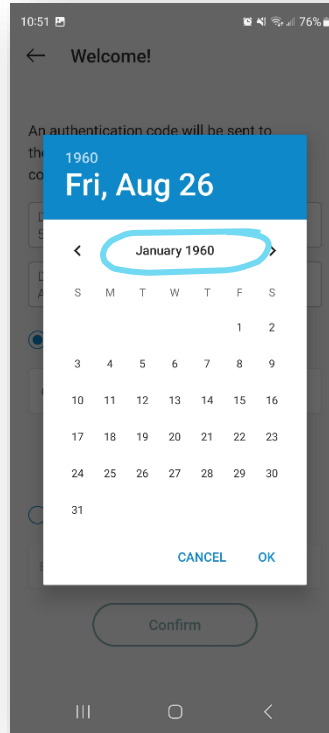 10:51 76%
Welcome!
An authentication code will be sent to
1960
Fri, Aug 26
January 1960
S M T W T F S
1 2
3 4 5 6 7 8 9
10 11 12 13 14 15 16
17 18 19 20 21 22 23
24 25 26 27 28 29 30
31
CANCEL OK
Confirm